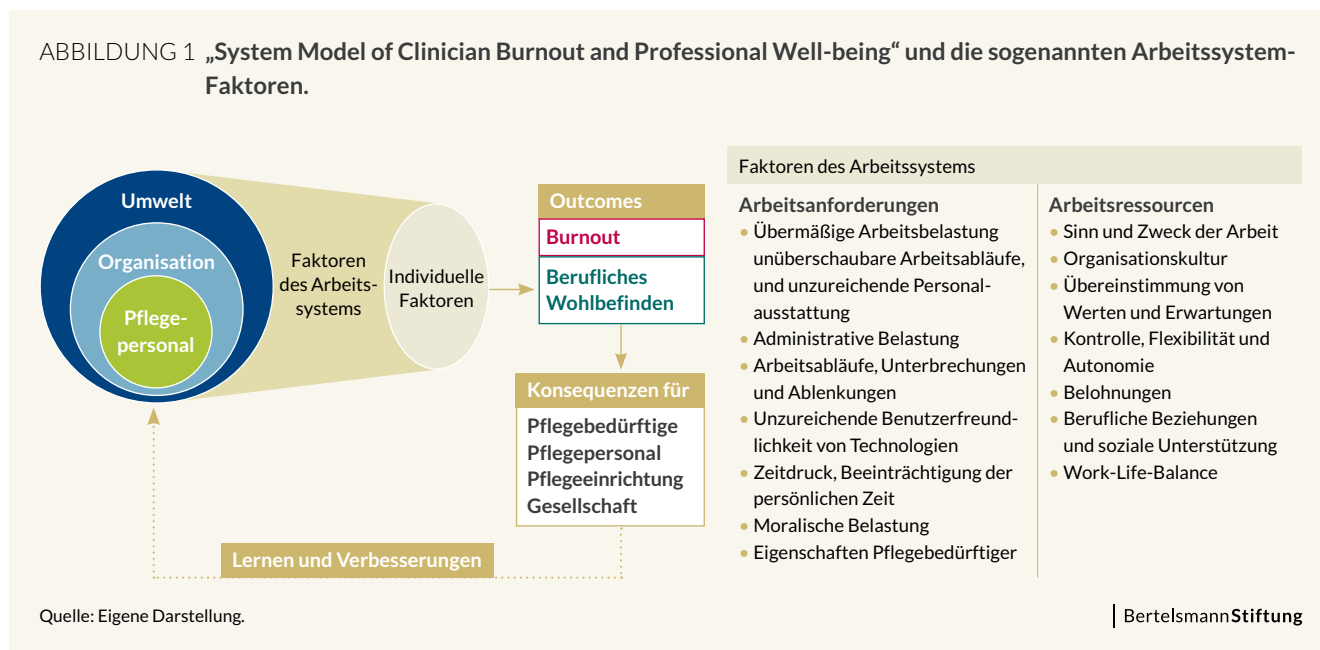 ABBILDUNG 1 „System Model of Clinician Burnout and Professional Well-being“ und die sogenannten Arbeitssystem-
Faktoren.
Umwelt
Organisation
Pflege-
personal
Faktoren
des Arbeits-
systems
Individuelle
Faktoren
Outcomes
Burnout
Berufliches
Wohlbefinden
Konsequenzen für
Pflegebedürftige
Pflegepersonal
Pflegeeinrichtung
Gesellschaft
Lernen und Verbesserungen
Faktoren des Arbeitssystems
Arbeitsanforderungen
• Übermäßige Arbeitsbelastung
unüberschaubare Arbeitsabläufe,
und unzureichende Personal-
ausstattung
• Administrative Belastung
• Arbeitsabläufe, Unterbrechungen
und Ablenkungen
• Unzureichende Benutzerfreund-
lichkeit von Technologien
• Zeitdruck, Beeinträchtigung der
persönlichen Zeit
• Moralische Belastung
• Eigenschaften Pflegebedürftiger
Arbeitsressourcen
• Sinn und Zweck der Arbeit
• Organisationskultur
• Übereinstimmung von
Werten und Erwartungen
• Kontrolle, Flexibilität und
Autonomie
• Belohnungen
• Berufliche Beziehungen
und soziale Unterstützung
• Work-Life-Balance
Quelle: Eigene Darstellung.
BertelsmannStiftung